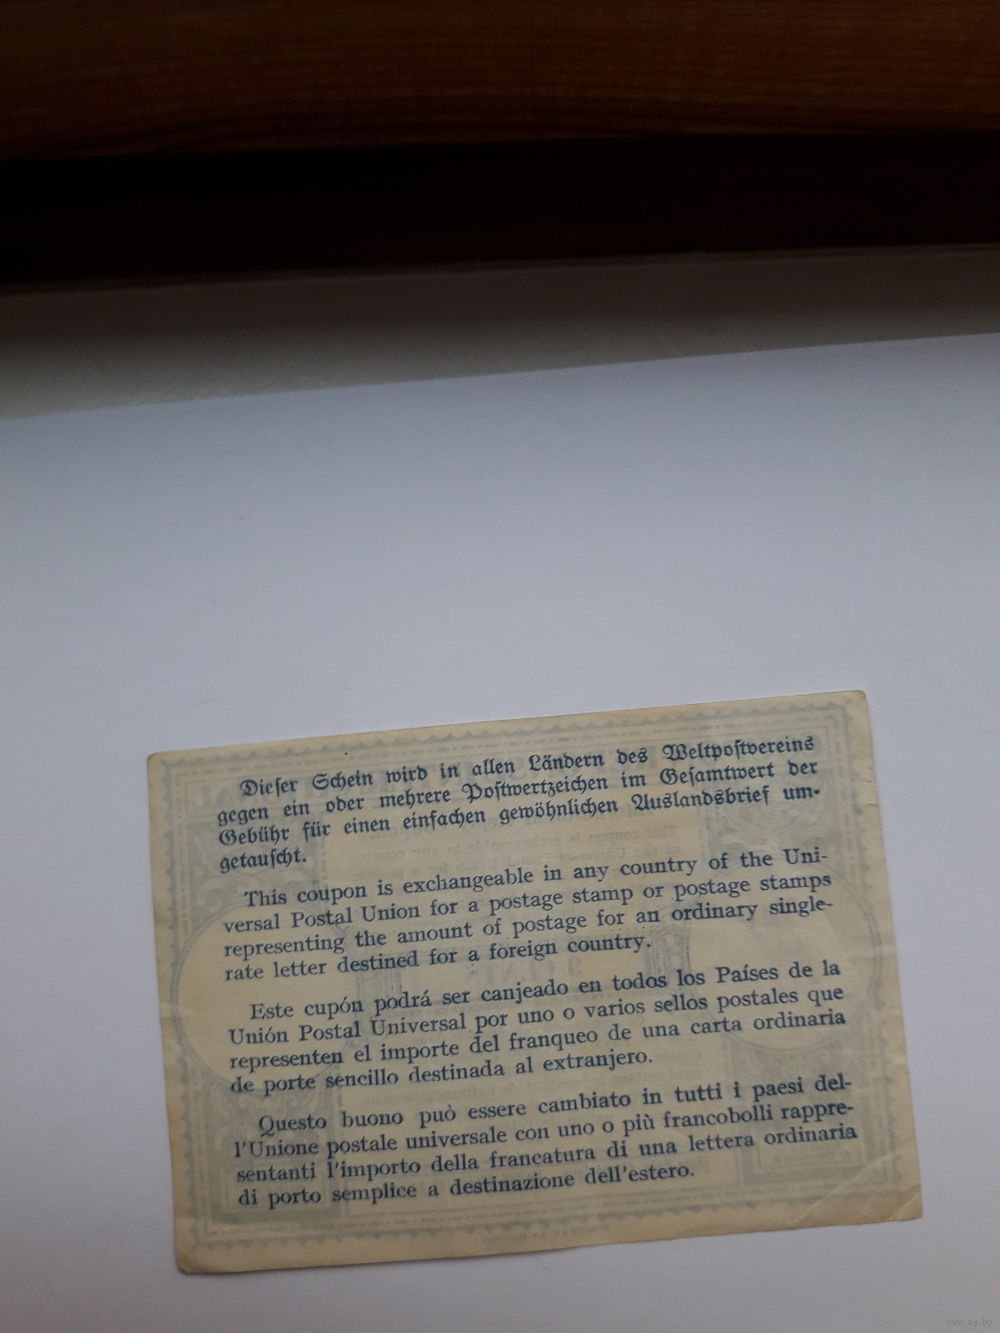 Dieser Schein wird in allen Ländern des Weltpostvereins
gegen ein oder mehrere Postwertzeichen im Gesamtwert der
Gebühr für einen einfachen gewöhnlichen Auslandsbrief um-
getauscht.
This coupon is exchangeable in any country of the Uni-
versal Postal Union for a postage stamp or postage stamps
representing the amount of postage for an ordinary single-
rate letter destined for a foreign country.
Este cupón podrá ser canjeado en todos los Países de la
Unión Postal Universal por uno o varios sellos postales que
representen el importe del franqueo de una carta ordinaria
de porte sencillo destinada al extranjero.
Questo buono può essere cambiato in tutti i paesi del-
l'Unione postale universale con uno o più francobolli rappre-
sentanti l'importo della francatura di una lettera ordinaria
di porto semplice a destinazione dell'estero.
www.ay.by